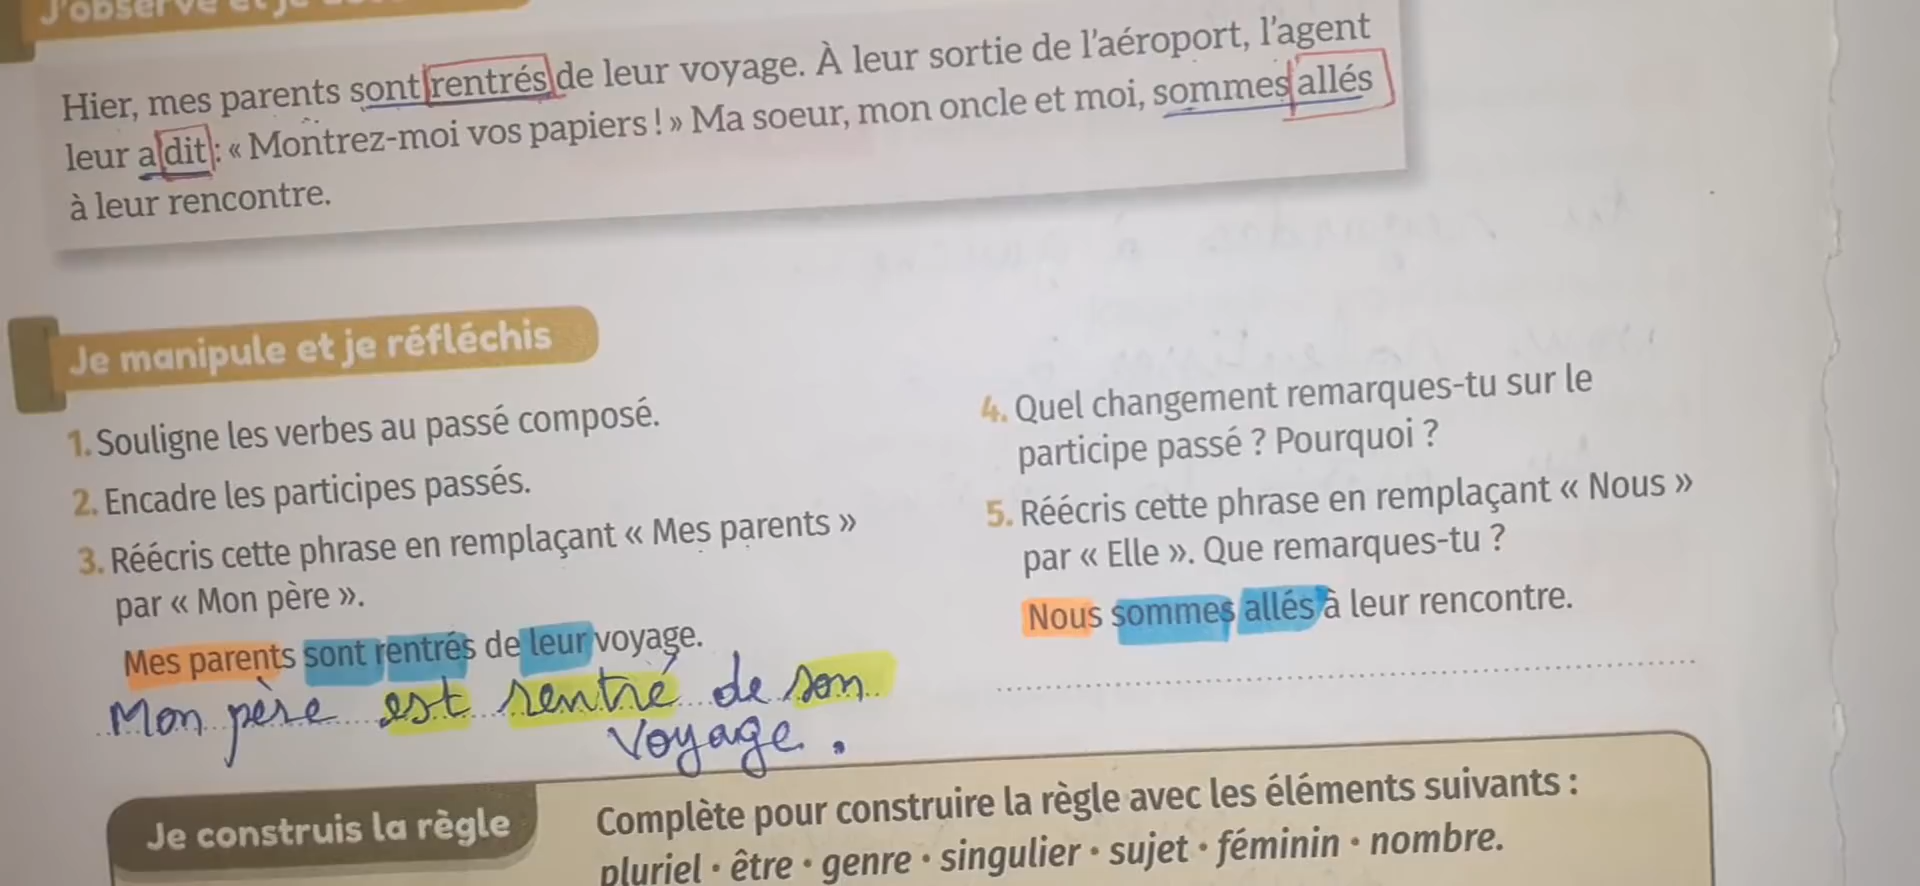 J'observe et je
Hier, mes parents sont rentrés de leur voyage. À leur sortie de l'aéroport, l'agent
leur a dit : « Montrez-moi vos papiers ! » Ma soeur, mon oncle et moi, sommes allés
à leur rencontre.
Je manipule et je réfléchis
1. Souligne les verbes au passé composé.
2. Encadre les participes passés.
3. Réécris cette phrase en remplaçant « Mes parents »
par « Mon père ».
Mes parents sont rentrés de leur voyage.
Mon père est rentré de son
voyage.
4. Quel changement remarques-tu sur le
participe passé ? Pourquoi ?
5. Réécris cette phrase en remplaçant « Nous »
par « Elle ». Que remarques-tu ?
Nous sommes allés à leur rencontre.
Je construis la règle
Complète pour construire la règle avec les éléments suivants :
pluriel • être • genre • singulier • sujet • féminin • nombre.